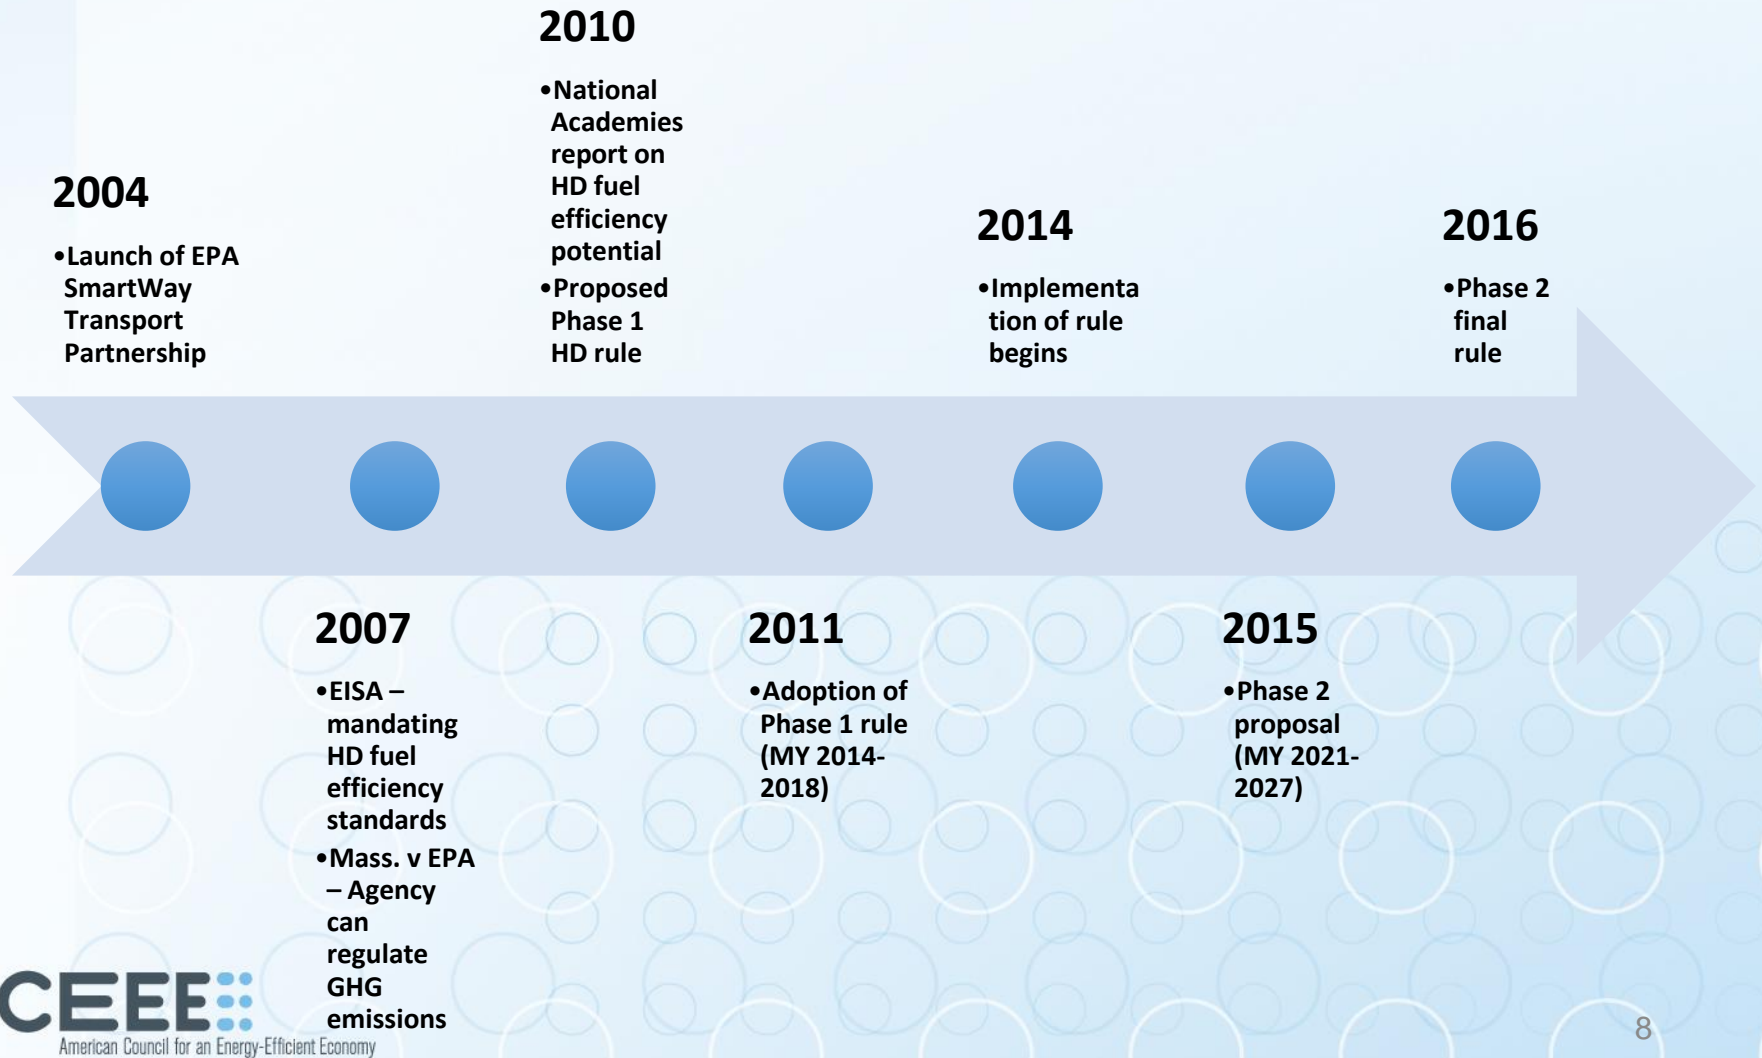 2004
•Launch of EPA
SmartWay
Transport
Partnership
2007
•EISA –
mandating
HD fuel
efficiency
standards
•Mass. v EPA
– Agency
can
regulate
GHG
emissions
2010
•National
Academies
report on
HD fuel
efficiency
potential
•Proposed
Phase 1
HD rule
2011
•Adoption of
Phase 1 rule
(MY 2014-
2018)
2014
•Implementa
tion of rule
begins
2015
•Phase 2
proposal
(MY 2021-
2027)
2016
•Phase 2
final
rule
CEEE
American Council for an Energy-Efficient Economy
8